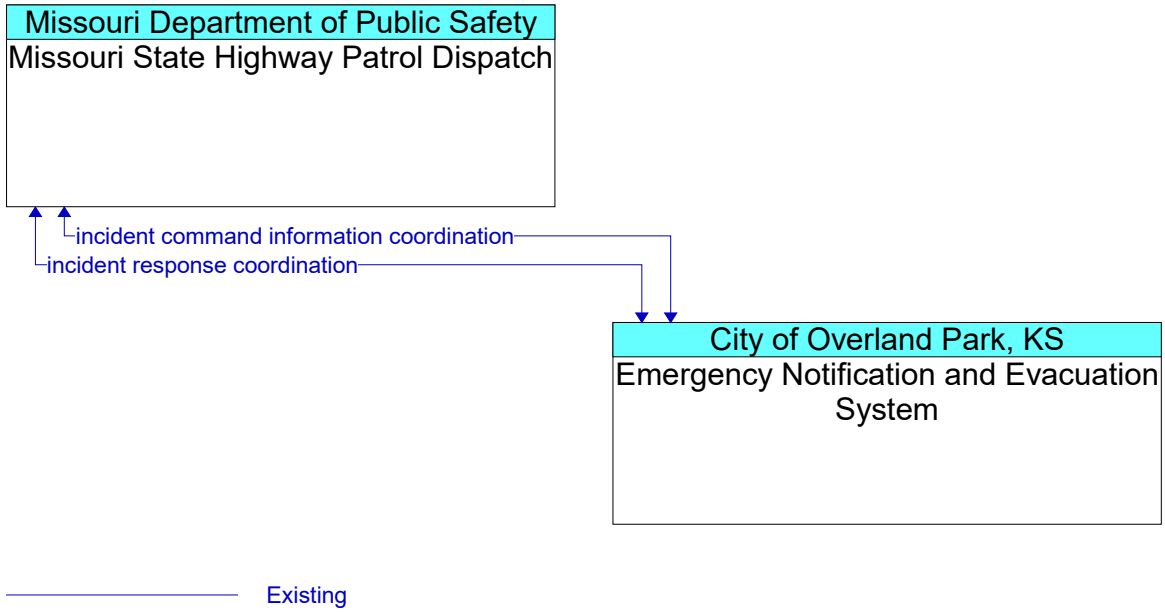 Missouri Department of Public Safety
Missouri State Highway Patrol Dispatch
incident command information coordination
incident response coordination
City of Overland Park, KS
Emergency Notification and Evacuation
System
Existing